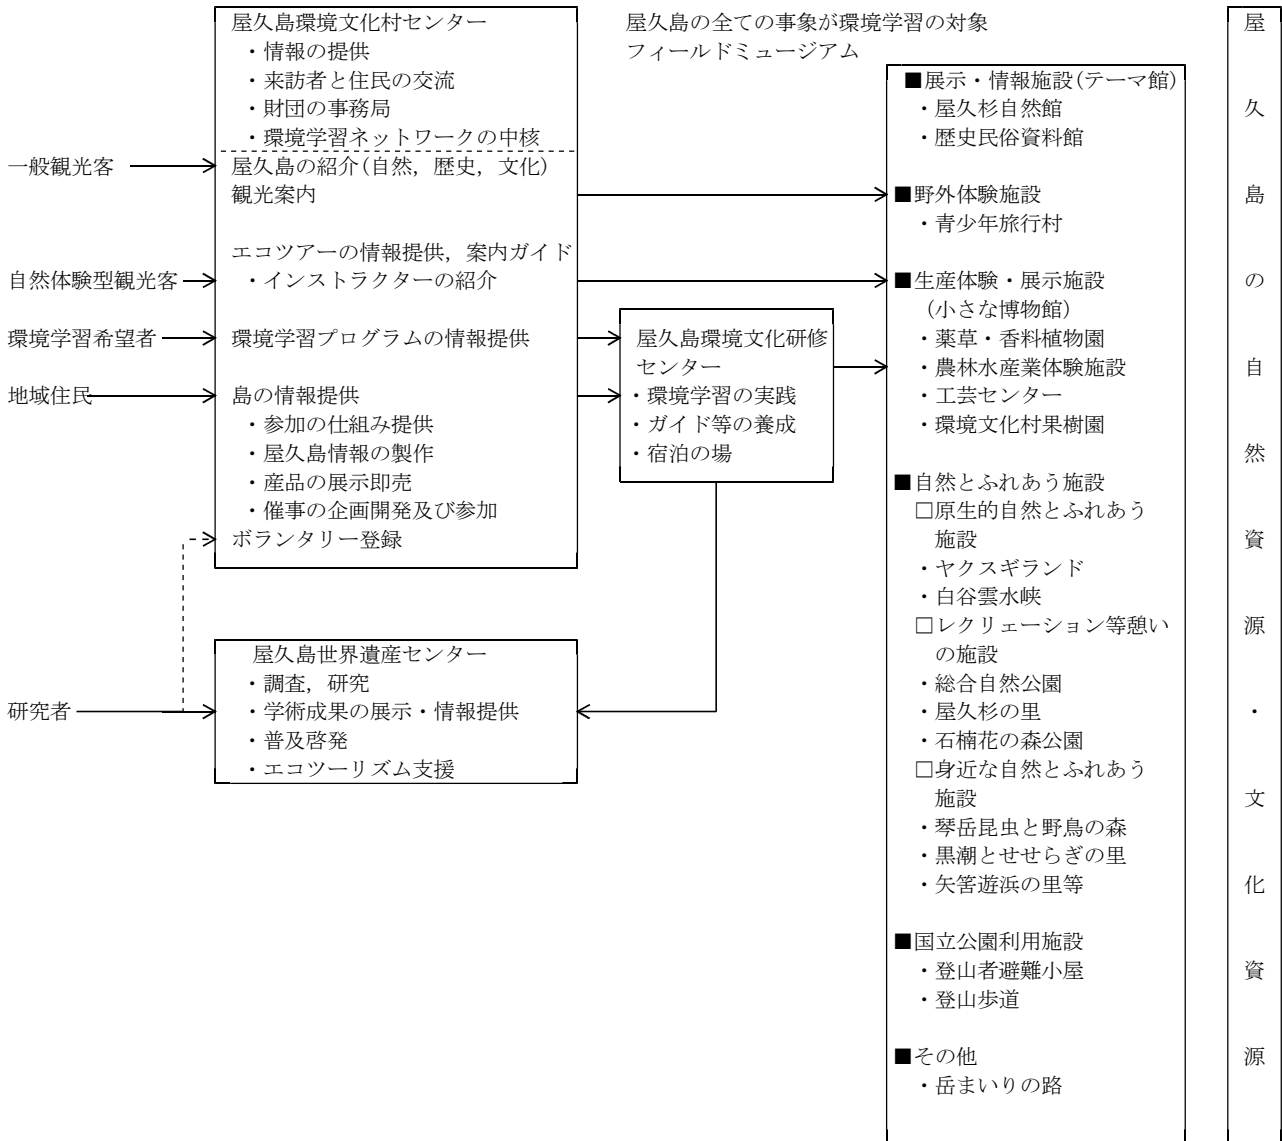 一般観光客
自然体験型観光客
環境学習希望者
地域住民
研究者
屋久島環境文化村センター
・情報の提供
・来訪者と住民の交流
・財団の事務局
・環境学習ネットワークの中核
屋久島の紹介(自然，歴史，文化)
観光案内
エコツアーの情報提供，案内ガイド
・インストラクターの紹介
環境学習プログラムの情報提供
島の情報提供
・参加の仕組み提供
・屋久島情報の製作
・産品の展示即売
・催事の企画開発及び参加
ボランタリー登録
屋久島世界遺産センター
・調査，研究
・学術成果の展示・情報提供
・普及啓発
・エコツーリズム支援
屋久島環境文化研修
センター
・環境学習の実践
・ガイド等の養成
・宿泊の場
屋久島の全ての事象が環境学習の対象
フィールドミュージアム
■展示・情報施設(テーマ館)
・屋久杉自然館
・歴史民俗資料館
■野外体験施設
・青少年旅行村
■生産体験・展示施設
(小さな博物館)
・薬草・香料植物園
・農林水産業体験施設
・工芸センター
・環境文化村果樹園
■自然とふれあう施設
□原生的自然とふれあう
施設
・ヤクスギランド
・白谷雲水峡
□レクリェーション等憩い
の施設
・総合自然公園
・屋久杉の里
・石楠花の森公園
□身近な自然とふれあう
施設
・琴岳昆虫と野鳥の森
・黒潮とせせらぎの里
・矢筈遊浜の里等
■国立公園利用施設
・登山者避難小屋
・登山歩道
■その他
・岳まいりの路
屋久島の自然資源・文化資源